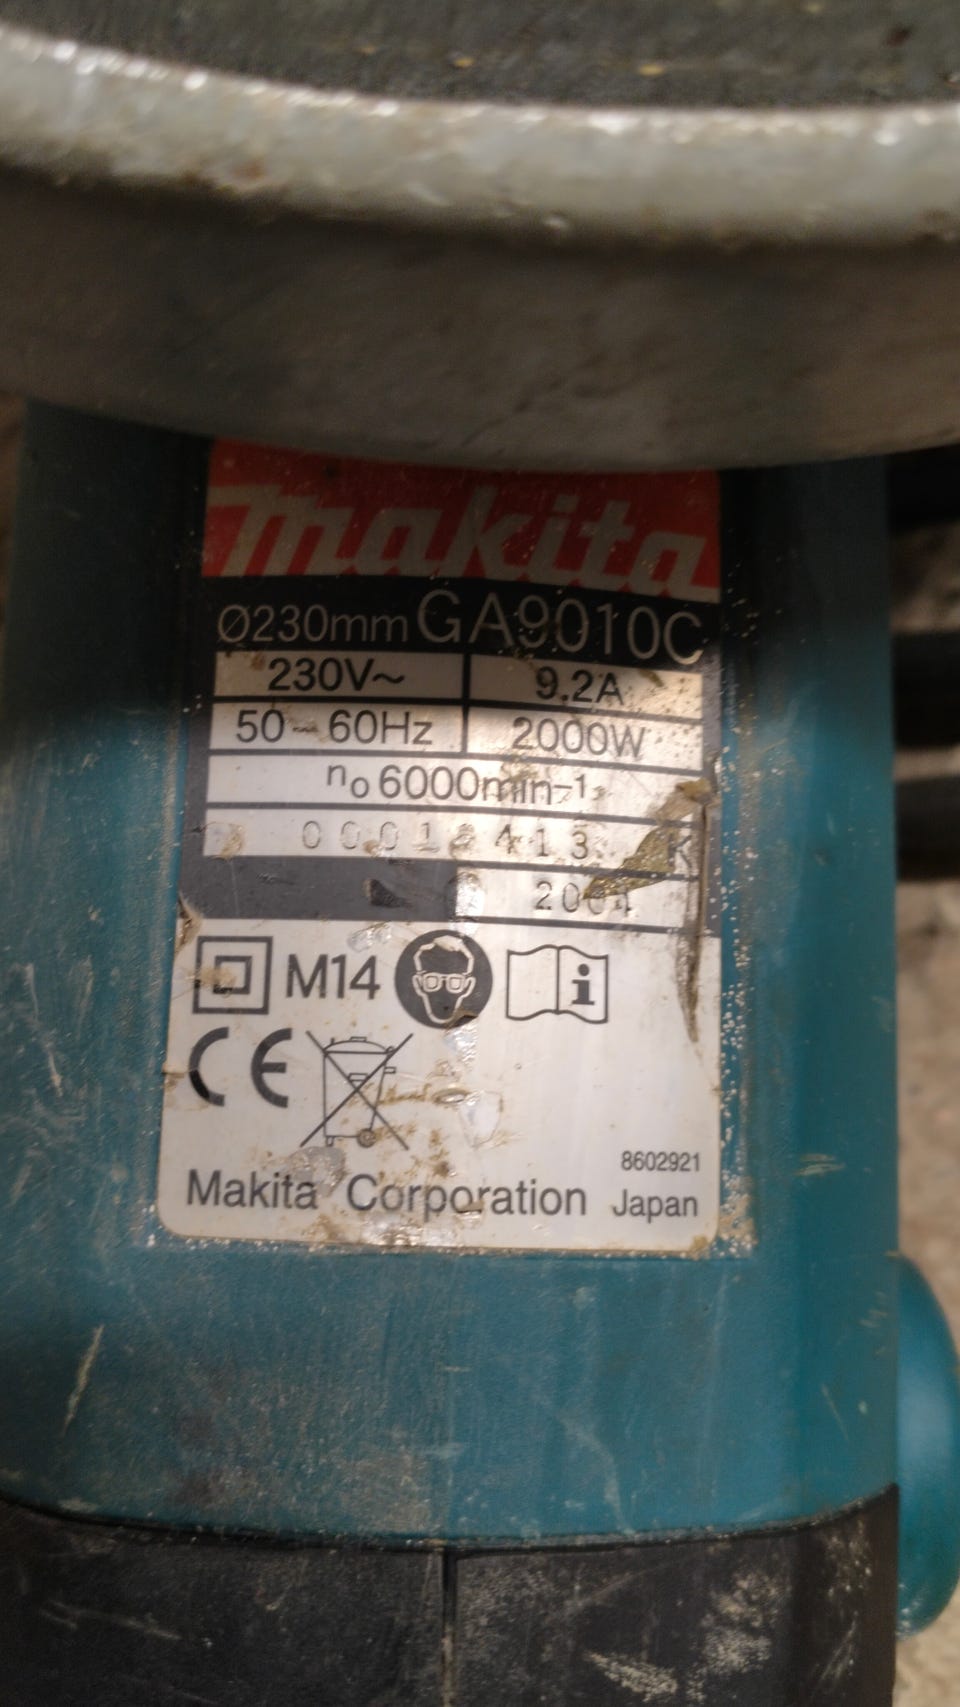 makita
Ø230mm GA9010C
230V~ 9.2A
50-60Hz 2000W
n₀ 6000min⁻¹
M14
CE
8602921
Makita Corporation Japan